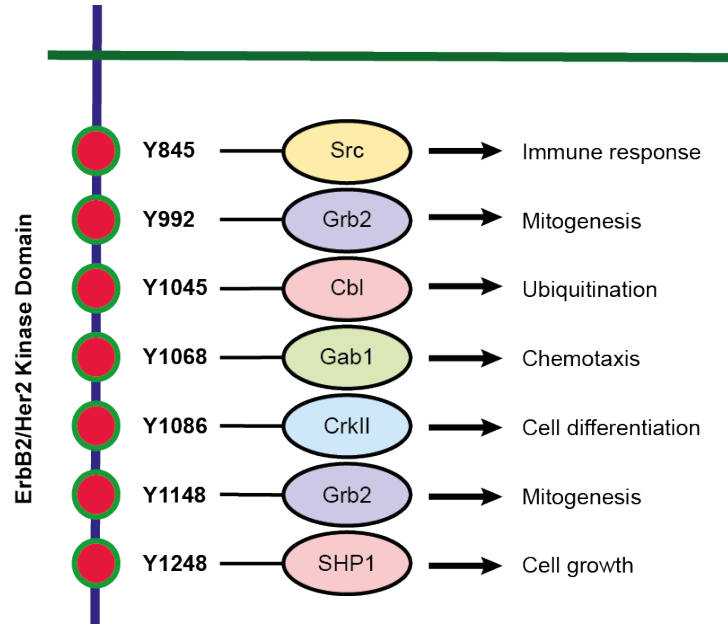 ErbB2/Her2 Kinase Domain
Y845 Src Immune response
Y992 Grb2 Mitogenesis
Y1045 Cbl Ubiquitination
Y1068 Gab1 Chemotaxis
Y1086 CrkII Cell differentiation
Y1148 Grb2 Mitogenesis
Y1248 SHP1 Cell growth